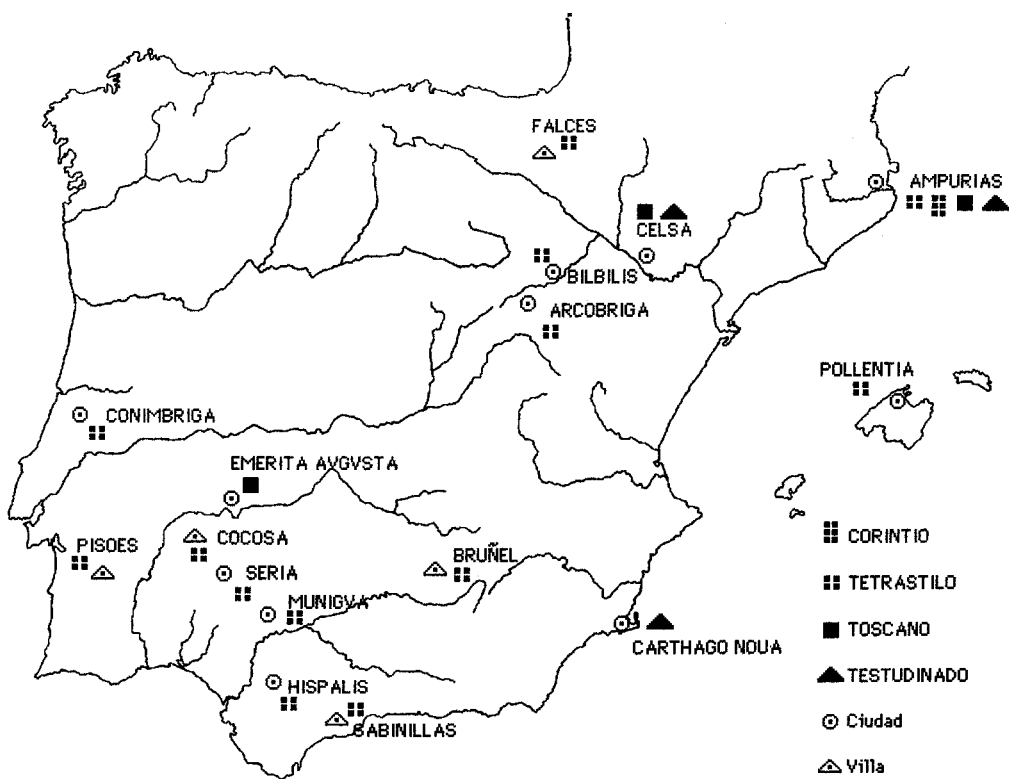 FALCES
AMPURIAS
CELSA
BILBILIS
ARCOBRIGA
POLLENTIA
CONIMBRIGA
EMERITA AVGVSTA
COCOSA
PISOES
SERIA
BRUÑEL
MUNIGVA
CARTHAGO NOUA
HISPALIS
SABINILLAS
CORINTIO
TETRASTILO
TOSCANO
TESTUDINADO
Ciudad
Villa